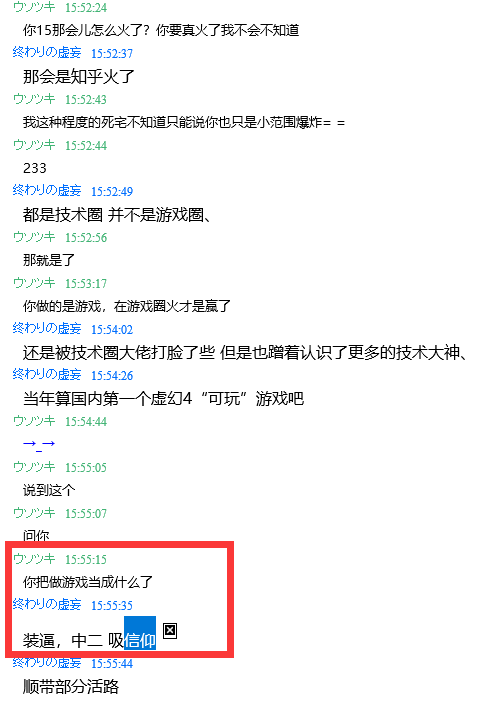 ウソツキ 15:52:24
你15那会儿怎么火了？你要真火了我不会不知道
终わりの虚妄 15:52:37
那会是知乎火了
ウソツキ 15:52:43
我这种程度的死宅不知道只能说你也只是小范围爆炸= =
ウソツキ 15:52:44
233
终わりの虚妄 15:52:49
都是技术圈 并不是游戏圈、
ウソツキ 15:52:56
那就是了
ウソツキ 15:53:17
你做的是游戏，在游戏圈火才是赢了
终わりの虚妄 15:54:02
还是被技术圈大佬打脸了些 但是也蹭着认识了更多的技术大神、
终わりの虚妄 15:54:26
当年算国内第一个虚幻4“可玩”游戏吧
ウソツキ 15:54:44
→_→
ウソツキ 15:55:05
说到这个
ウソツキ 15:55:07
问你
ウソツキ 15:55:15
你把做游戏当成什么了
终わりの虚妄 15:55:35
装逼，中二 吸信仰
终わりの虚妄 15:55:44
顺带部分活路